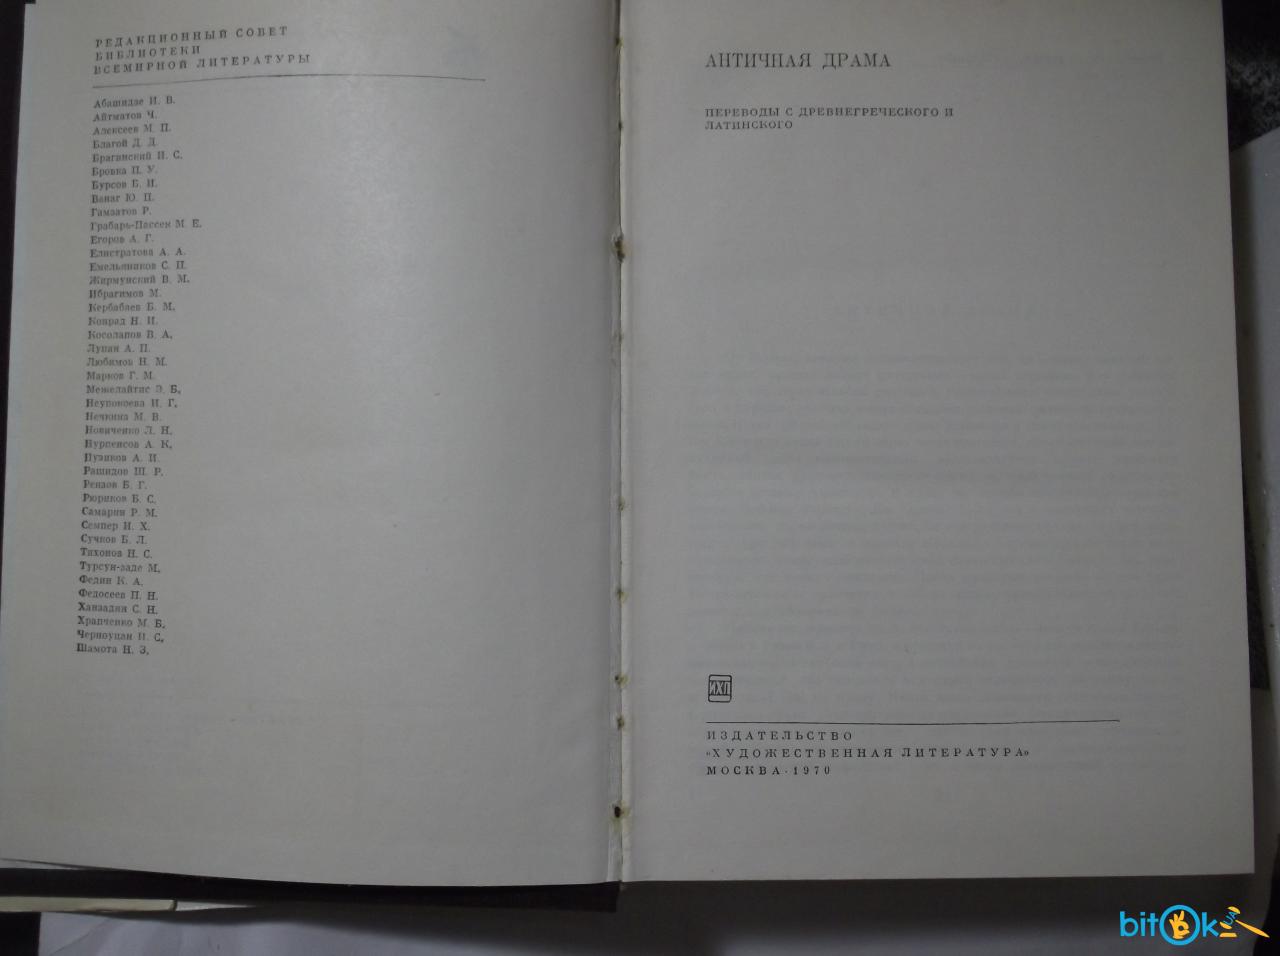 РЕДАКЦИОННЫЙ СОВЕТ
БИБЛИОТЕКИ
ВСЕМИРНОЙ ЛИТЕРАТУРЫ
Абашидзе И. В.
Айтматов Ч.
Алексеев М. П.
Благой Д. Д.
Брагинский И. С.
Бровка П. У.
Бурсов Б. И.
Ванаг Ю. П.
Гамзатов Р.
Грабарь-Пассек М. Е.
Егоров А. Г.
Елистратова А. А.
Емельяников С. П.
Жирмунский В. М.
Ибрагимов М.
Кербабаев Б. М.
Конрад Н. И.
Косолапов В. А.
Лупан А. П.
Любимов Н. М.
Марков Г. М.
Межелайтис Э. Б.
Неупокоева И. Г.
Нечкина М. В.
Новиченко Л. Н.
Нурпеисов А. К.
Пузиков А. И.
Рашидов Ш. Р.
Реизов Б. Г.
Рюриков Б. С.
Самарин Р. М.
Семпер И. Х.
Сучков Б. Л.
Тихонов Н. С.
Турсун-заде М.
Федин К. А.
Федосеев П. Н.
Ханзадян С. Н.
Храпченко М. Б.
Черноуцан И. С.
Шамота Н. З.
АНТИЧНАЯ ДРАМА
ПЕРЕВОДЫ С ДРЕВНЕГРЕЧЕСКОГО И
ЛАТИНСКОГО
ИХЛ
ИЗДАТЕЛЬСТВО
«ХУДОЖЕСТВЕННАЯ ЛИТЕРАТУРА»
МОСКВА · 1970
bitOk UA